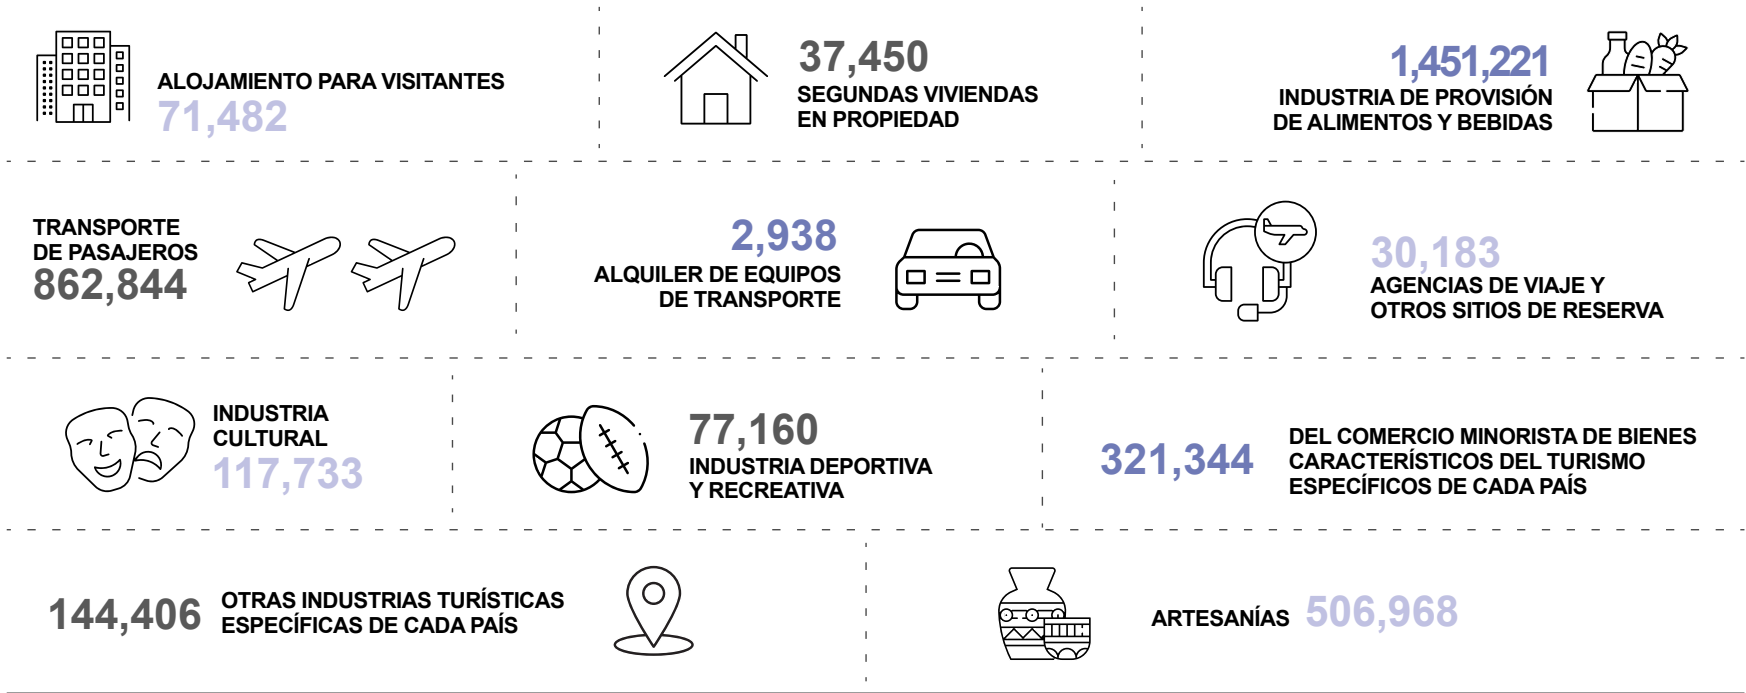 ALOJAMIENTO PARA VISITANTES
71,482
37,450
SEGUNDAS VIVIENDAS
EN PROPIEDAD
1,451,221
INDUSTRIA DE PROVISIÓN
DE ALIMENTOS Y BEBIDAS
TRANSPORTE
DE PASAJEROS
862,844
2,938
ALQUILER DE EQUIPOS
DE TRANSPORTE
30,183
AGENCIAS DE VIAJE Y
OTROS SITIOS DE RESERVA
INDUSTRIA
CULTURAL
117,733
77,160
INDUSTRIA DEPORTIVA
Y RECREATIVA
321,344
DEL COMERCIO MINORISTA DE BIENES
CARACTERÍSTICOS DEL TURISMO
ESPECÍFICOS DE CADA PAÍS
144,406
OTRAS INDUSTRIAS TURÍSTICAS
ESPECÍFICAS DE CADA PAÍS
ARTESANÍAS 506,968